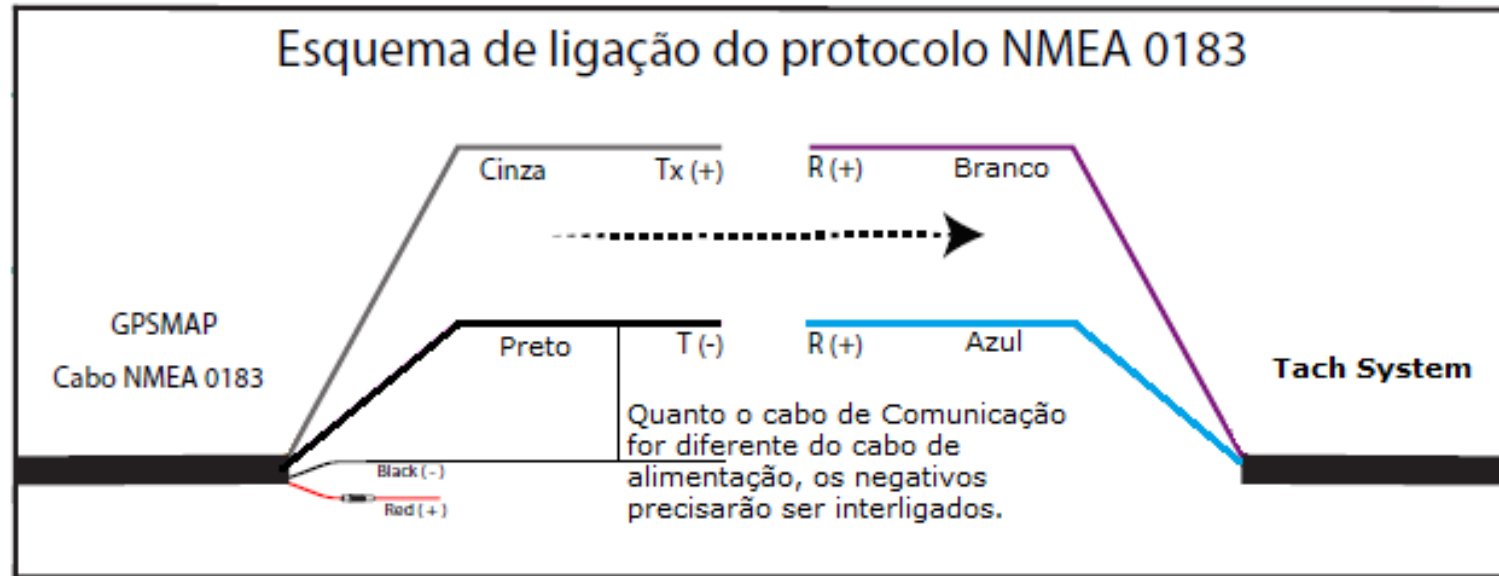 Esquema de ligação do protocolo NMEA 0183
Cinza Tx (+) R (+) Branco
GPSMAP
Cabo NMEA 0183
Preto T (-) R (+) Azul
Tach System
Quanto o cabo de Comunicação
for diferente do cabo de
alimentação, os negativos
precisarão ser interligados.
Black ( - )
Red ( + )